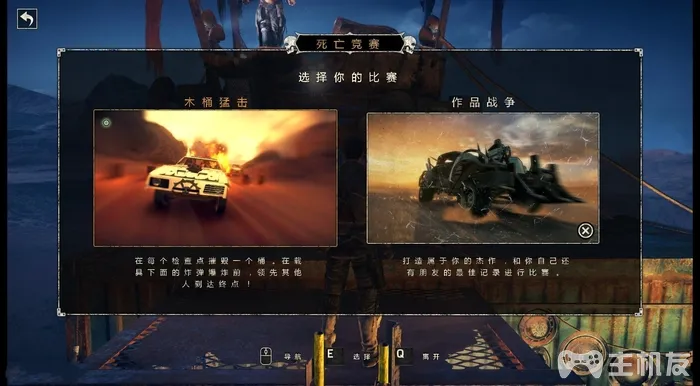 死亡竞赛
选择你的比赛
木桶猛击
作品战争
在每个检查点摧毁一个桶。在载
具下面的炸弹爆炸前，领先其他
人到达终点！
打造属于你的杰作，和你自己还
有朋友的最佳记录进行比赛。
导航 E 选择 Q 离开
主机友